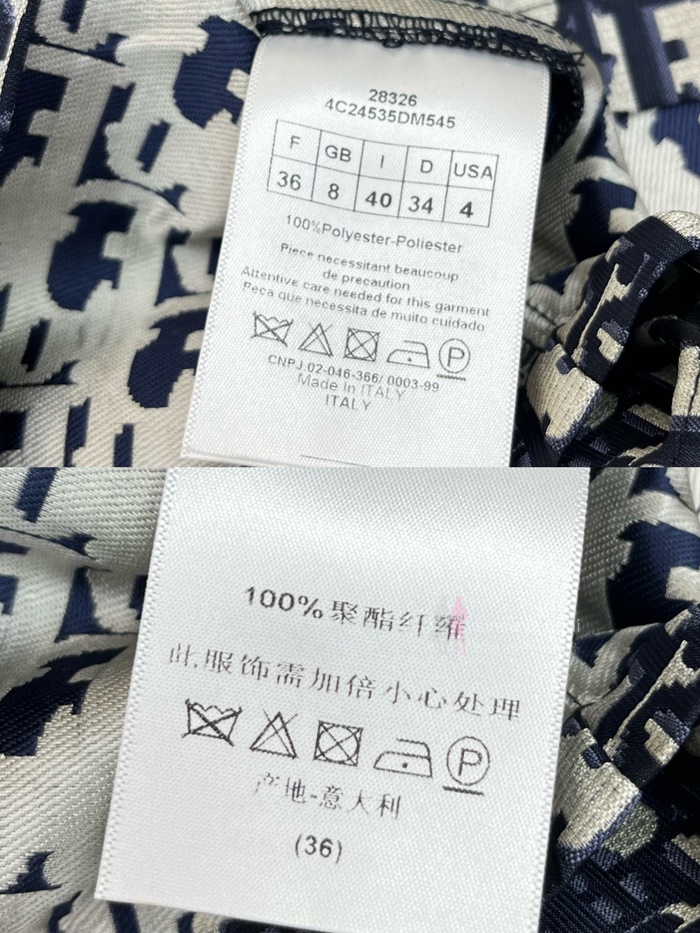 28326
4C24535DM545
F GB I D USA
36 8 40 34 4
100%Polyester-Poliester
Piece necessitant beaucoup
de precaution
Attentive care needed for this garment
Peca que necessita de muito cuidado
P
CNPJ.02-046-366/ 0003-99
Made In ITALY
ITALY
100%聚酯纤维
此服饰需加倍小心处理
P
产地-意大利
(36)